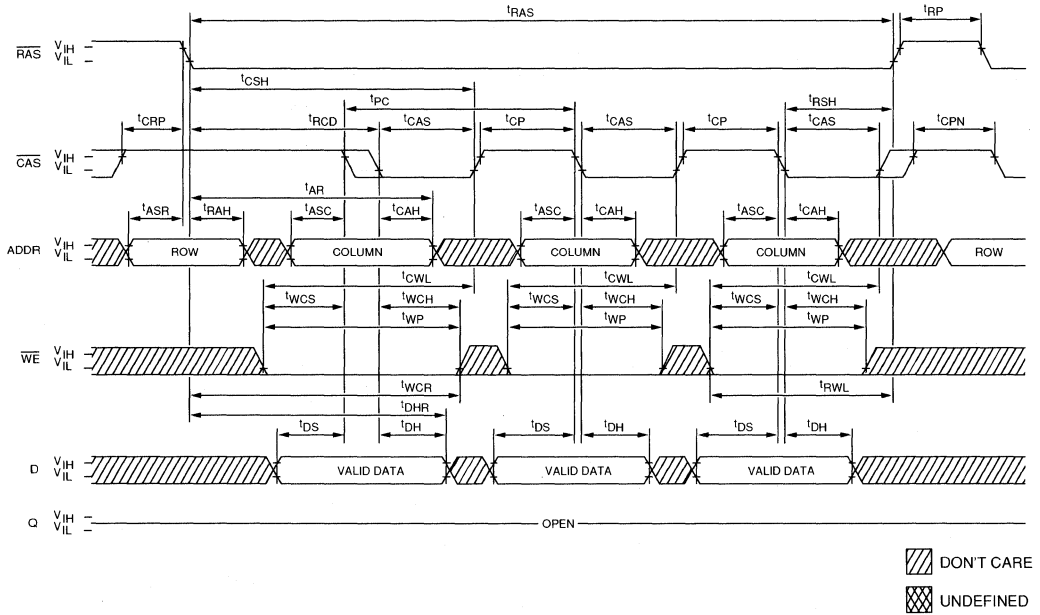 tRAS
tRP
RAS VIH VIL
tCSH
tPC
tRSH
tCRP
tRCD
tCAS
tCP
tCAS
tCP
tCAS
tCPN
CAS VIH VIL
tAR
tASR
tRAH
tASC
tCAH
tASC
tCAH
tASC
tCAH
ADDR VIH VIL
ROW
COLUMN
COLUMN
COLUMN
ROW
tCWL
tCWL
tCWL
tWCS
tWCH
tWCS
tWCH
tWCS
tWCH
tWP
tWP
tWP
WE VIH VIL
tWCR
tRWL
tDHR
tDS
tDH
tDS
tDH
tDS
tDH
D VIH VIL
VALID DATA
VALID DATA
VALID DATA
Q VIH VIL
OPEN
DON'T CARE
UNDEFINED